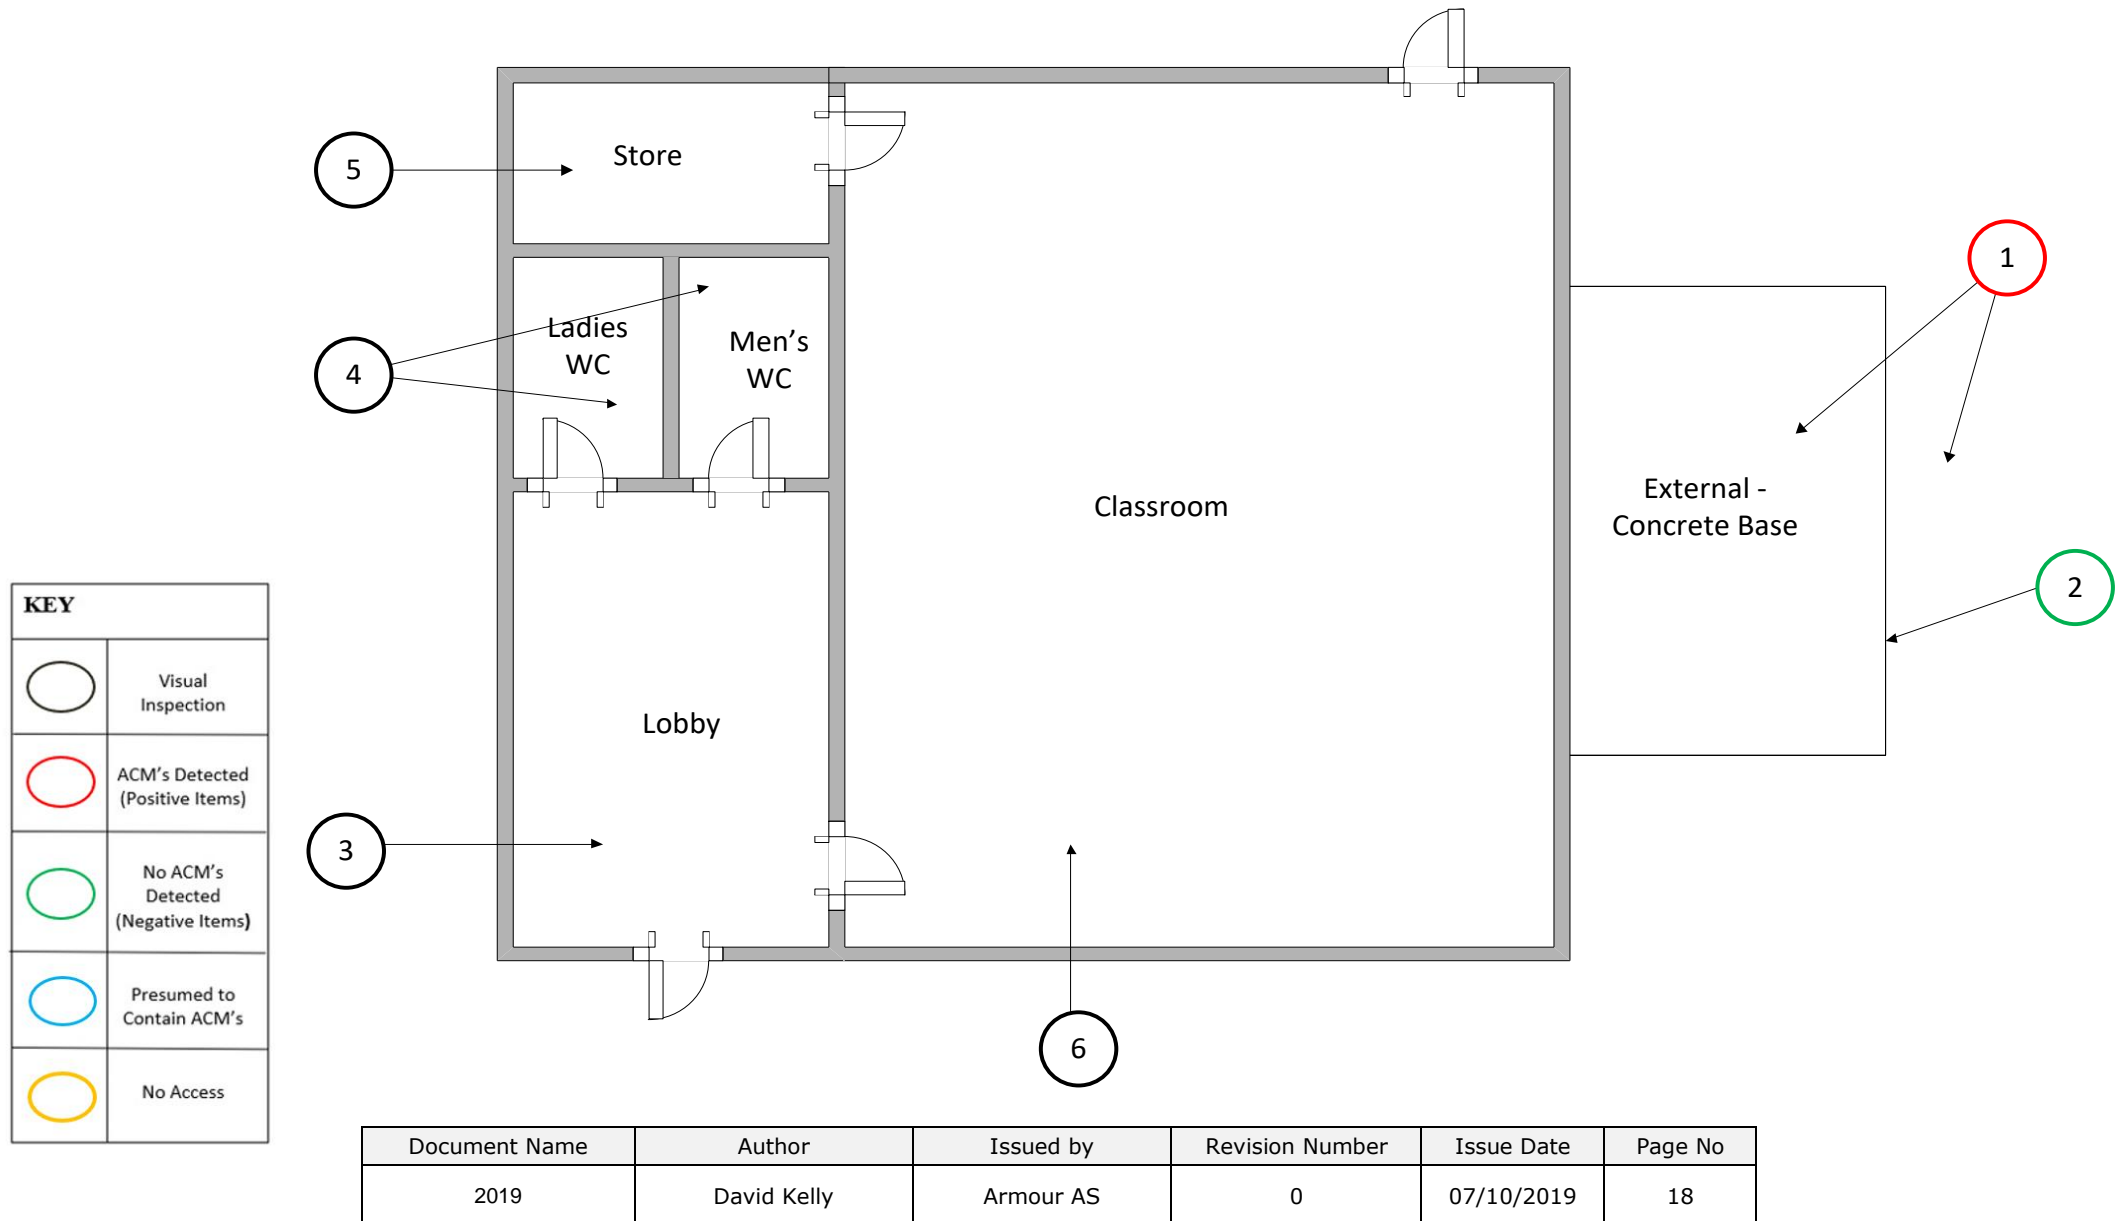 5
Store
1
4
Ladies
WC
Men's
WC
Classroom
External -
Concrete Base
2
Lobby
3
6
KEY
Visual
Inspection
ACM's Detected
(Positive Items)
No ACM's
Detected
(Negative Items)
Presumed to
Contain ACM's
No Access
Document Name Author Issued by Revision Number Issue Date Page No
2019 David Kelly Armour AS 0 07/10/2019 18